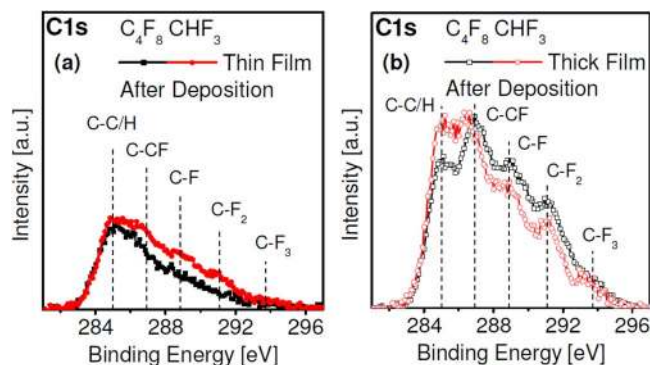 C1s
C₄F₈ CHF₃
(a)
Thin Film
After Deposition
C-C/H
C-CF
C-F
C-F₂
C-F₃
Intensity [a.u.]
284 288 292 296
Binding Energy [eV]
C1s
C₄F₈ CHF₃
(b)
Thick Film
After Deposition
C-C/H
C-CF
C-F
C-F₂
C-F₃
Intensity [a.u.]
284 288 292 296
Binding Energy [eV]